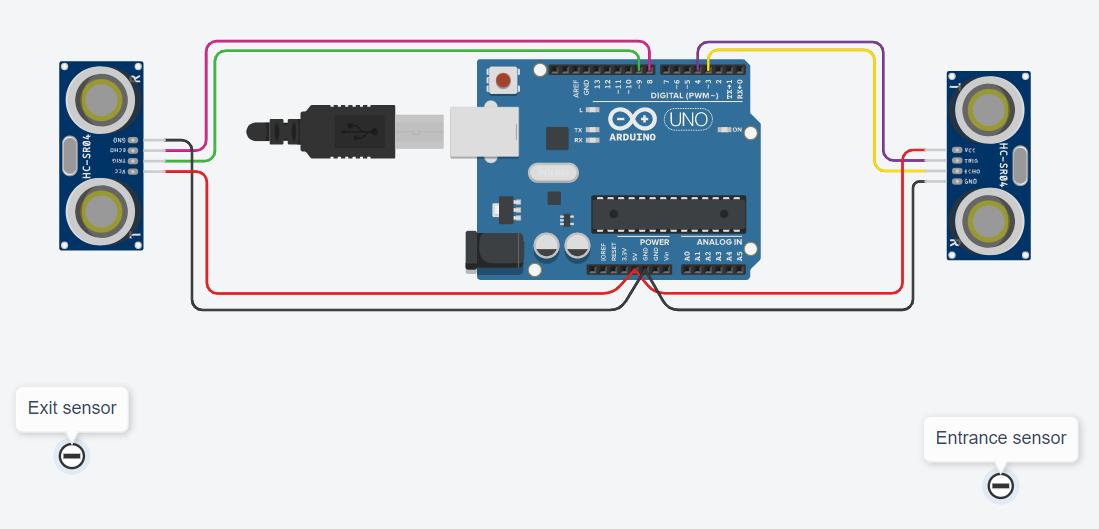 HC-SR04
GND
ECHO
TRIG
VCC
AREF
GND
13
12
~11
~10
~9
8
7
~6
~5
4
~3
2
TX→1
RX←0
DIGITAL (PWM~)
L
TX
RX
ARDUINO
UNO
ON
POWER
ANALOG IN
IOREF
RESET
3.3V
5V
GND
GND
Vin
A0
A1
A2
A3
A4
A5
HC-SR04
VCC
TRIG
ECHO
GND
Exit sensor
Entrance sensor